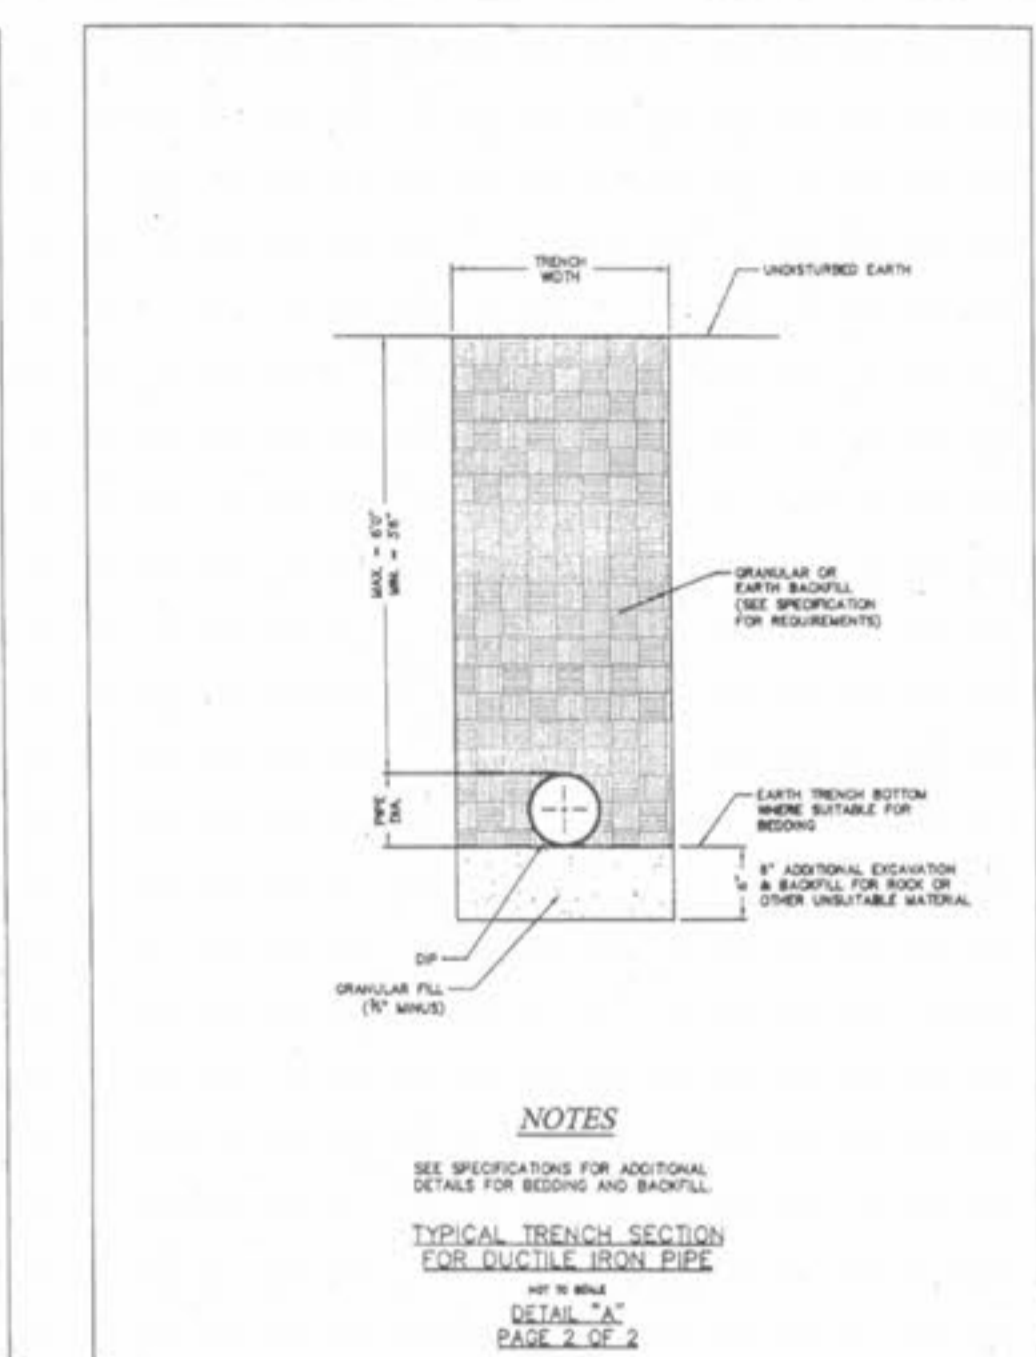 TRENCH
WIDTH
UNDISTURBED EARTH
MAX. = 6'0"
MIN. = 3'6"
GRANULAR OR
EARTH BACKFILL
(SEE SPECIFICATION
FOR REQUIREMENTS)
PIPE
DIA.
EARTH TRENCH BOTTOM
WHERE SUITABLE FOR
BEDDING
ADDITIONAL EXCAVATION
& BACKFILL FOR ROCK OR
OTHER UNSUITABLE MATERIAL
DIP
GRANULAR FILL
MINUS)
NOTES
SEE SPECIFICATIONS FOR ADDITIONAL
DETAILS FOR BEDDING AND BACKFILL.
TYPICAL TRENCH SECTION
FOR DUCTILE IRON PIPE
NOT TO SCALE
DETAIL "A"
PAGE 2 OF 2